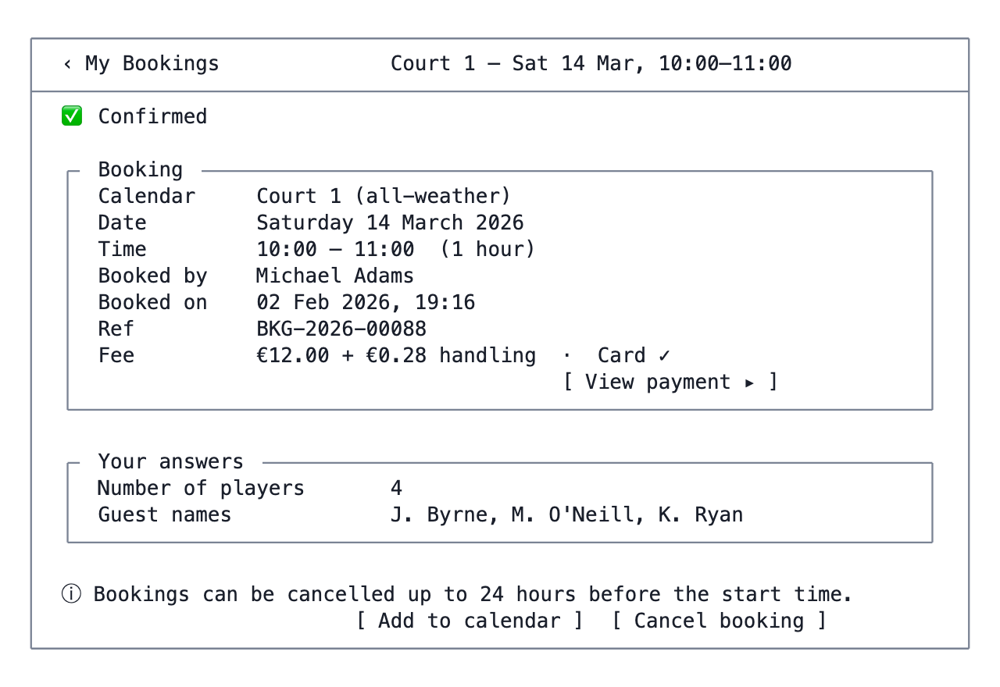 ‹ My Bookings Court 1 – Sat 14 Mar, 10:00–11:00
✅ Confirmed
Booking
Calendar Court 1 (all-weather)
Date Saturday 14 March 2026
Time 10:00 – 11:00 (1 hour)
Booked by Michael Adams
Booked on 02 Feb 2026, 19:16
Ref BKG-2026-00088
Fee €12.00 + €0.28 handling · Card ✓
[ View payment ▸ ]
Your answers
Number of players 4
Guest names J. Byrne, M. O'Neill, K. Ryan
ⓘ Bookings can be cancelled up to 24 hours before the start time.
[ Add to calendar ] [ Cancel booking ]